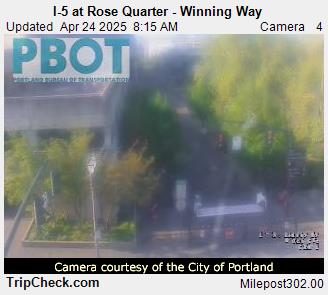 I-5 at Rose Quarter - Winning Way
Updated Apr 24 2025 8:15 AM Camera 4
PBOT
PORTLAND BUREAU OF TRANSPORTATION
Camera courtesy of the City of Portland
TripCheck.com Milepost302.00